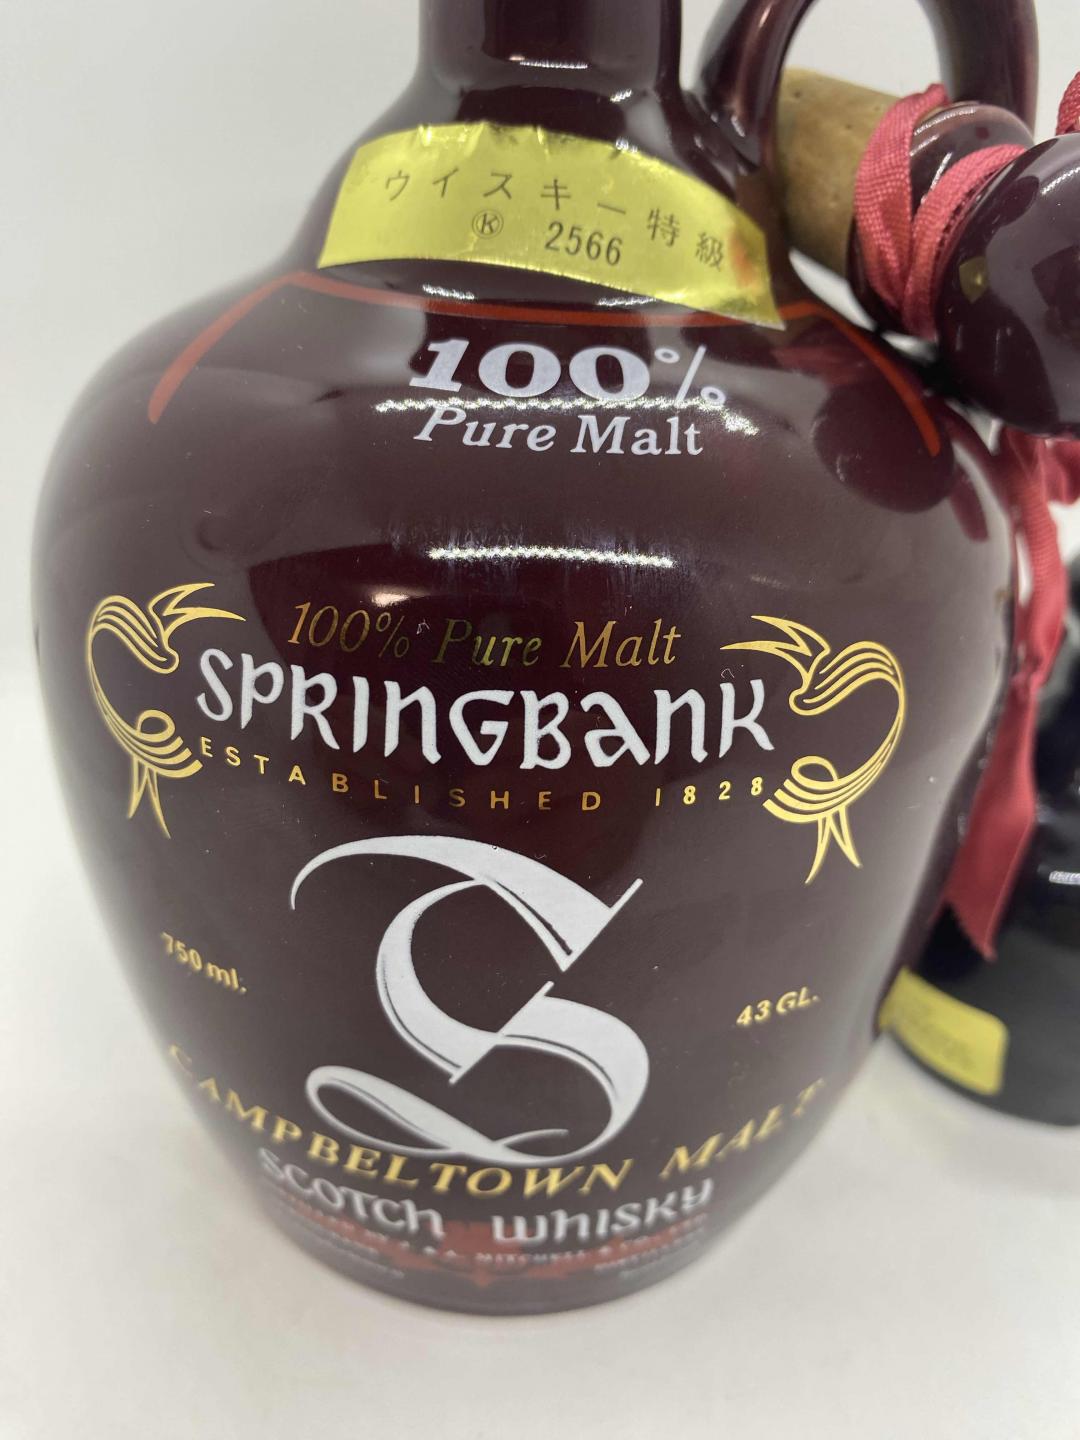 ウイスキー特級
Ⓚ 2566
100%
Pure Malt
100% Pure Malt
SPRINGBANK
ESTABLISHED 1828
S
750 ml.
43 GL.
CAMPBELTOWN MALT
SCOTCH WHISKY
MITCHELL